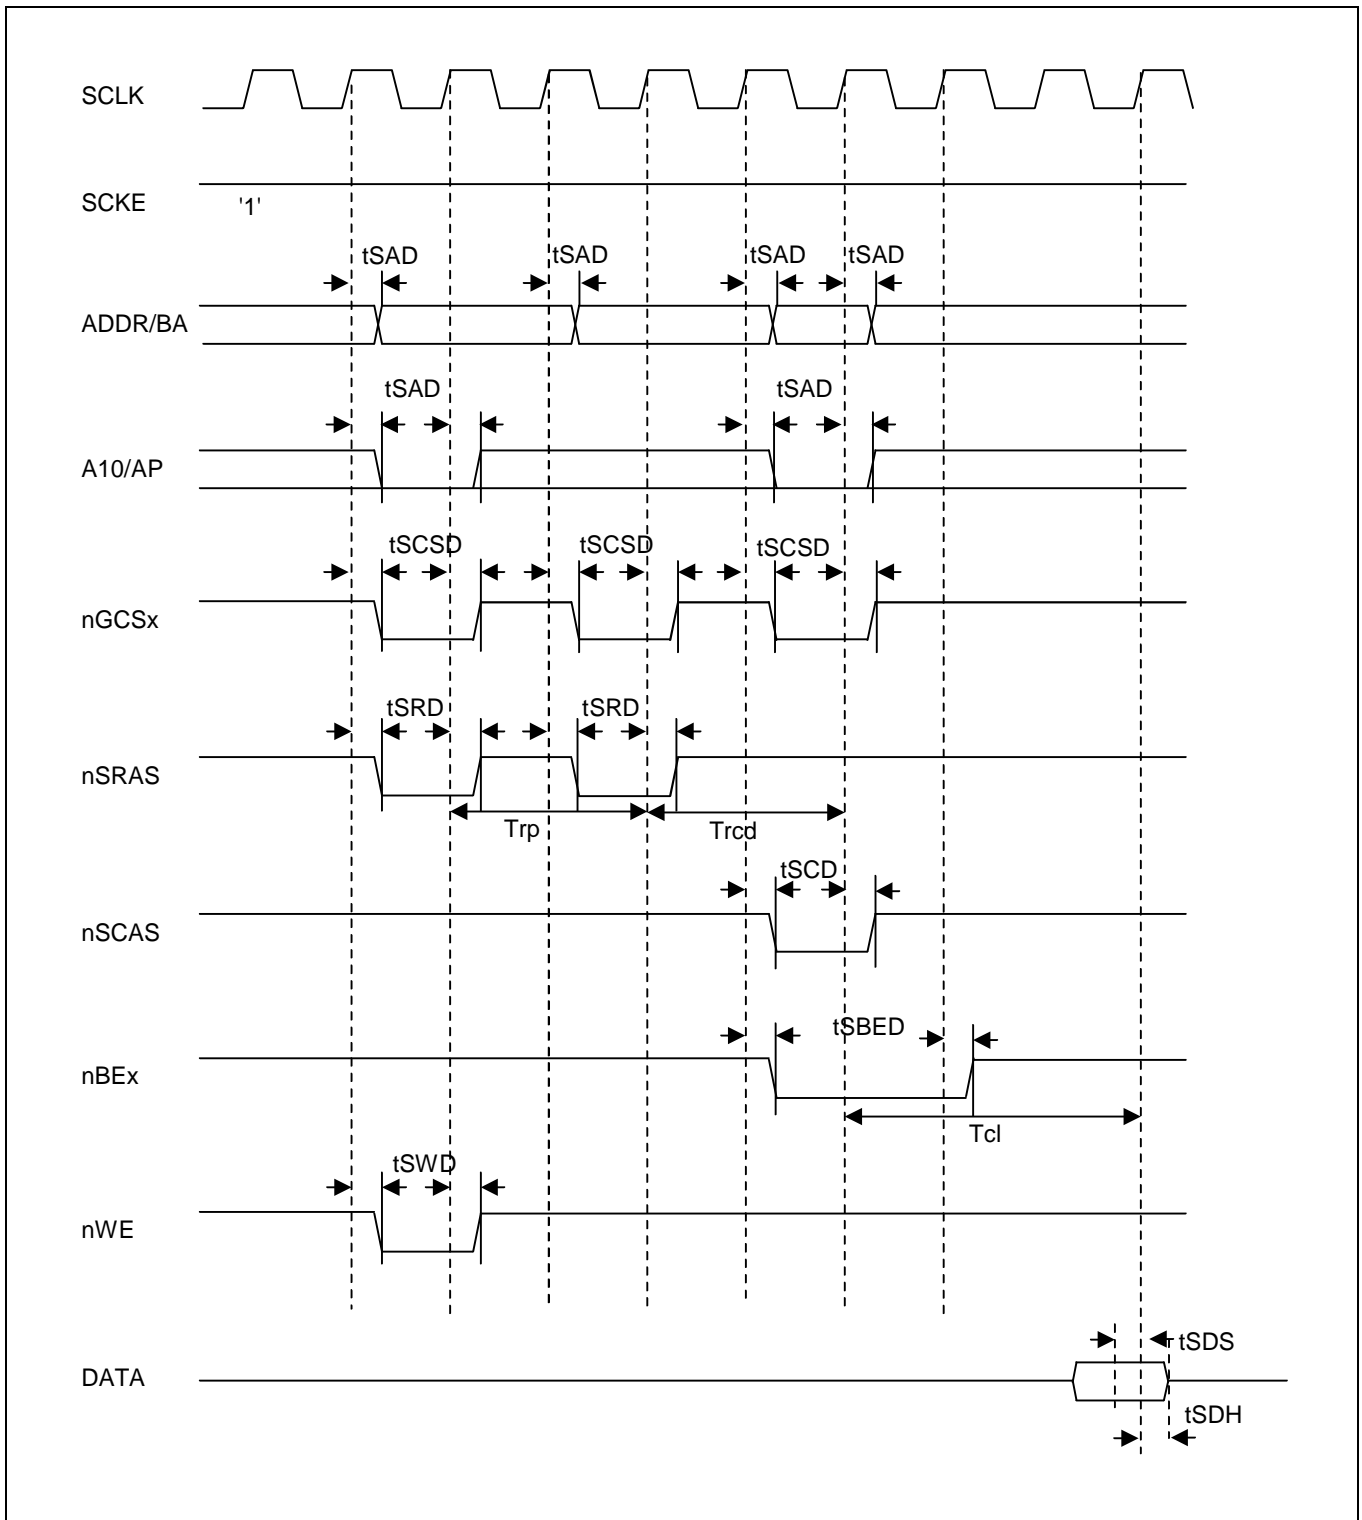 SCLK
SCKE
'1'
tSAD tSAD tSAD tSAD
ADDR/BA
tSAD tSAD
A10/AP
tSCSD tSCSD tSCSD
nGCSx
tSRD tSRD
nSRAS
Trp Trcd
tSCD
nSCAS
tSBED
nBEx
Tcl
tSWD
nWE
tSDS
DATA
tSDH